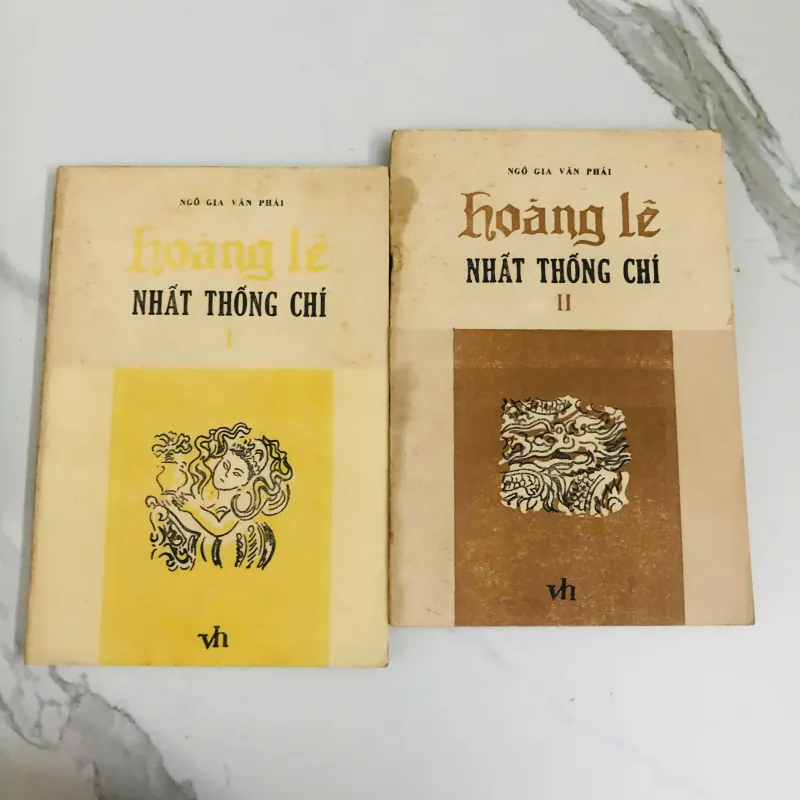 NGÔ GIA VĂN PHÁI
hoàng lê
NHẤT THỐNG CHÍ
I
vh
NGÔ GIA VĂN PHÁI
hoàng lê
NHẤT THỐNG CHÍ
II
vh